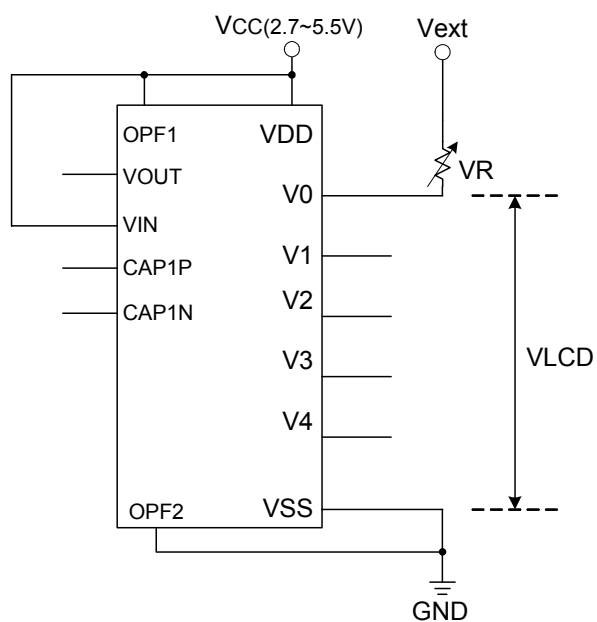 VCC(2.7~5.5V)
Vext
OPF1
VDD
VOUT
VR
V0
VIN
V1
CAP1P
V2
CAP1N
V3
VLCD
V4
OPF2
VSS
GND